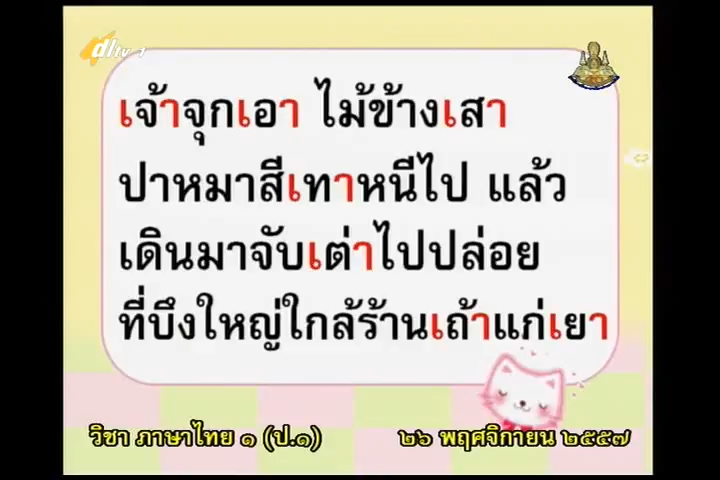 dltv 1
เจ้าจุกเอา ไม้ข้างเสา
ปาหมาสีเทาหนีไป แล้ว
เดินมาจับเต่าไปปล่อย
ที่บึงใหญ่ใกล้ร้านเถ้าแก่เยา
วิชา ภาษาไทย ๑ (ป.๑)
๒๖ พฤศจิกายน ๒๕๕๗